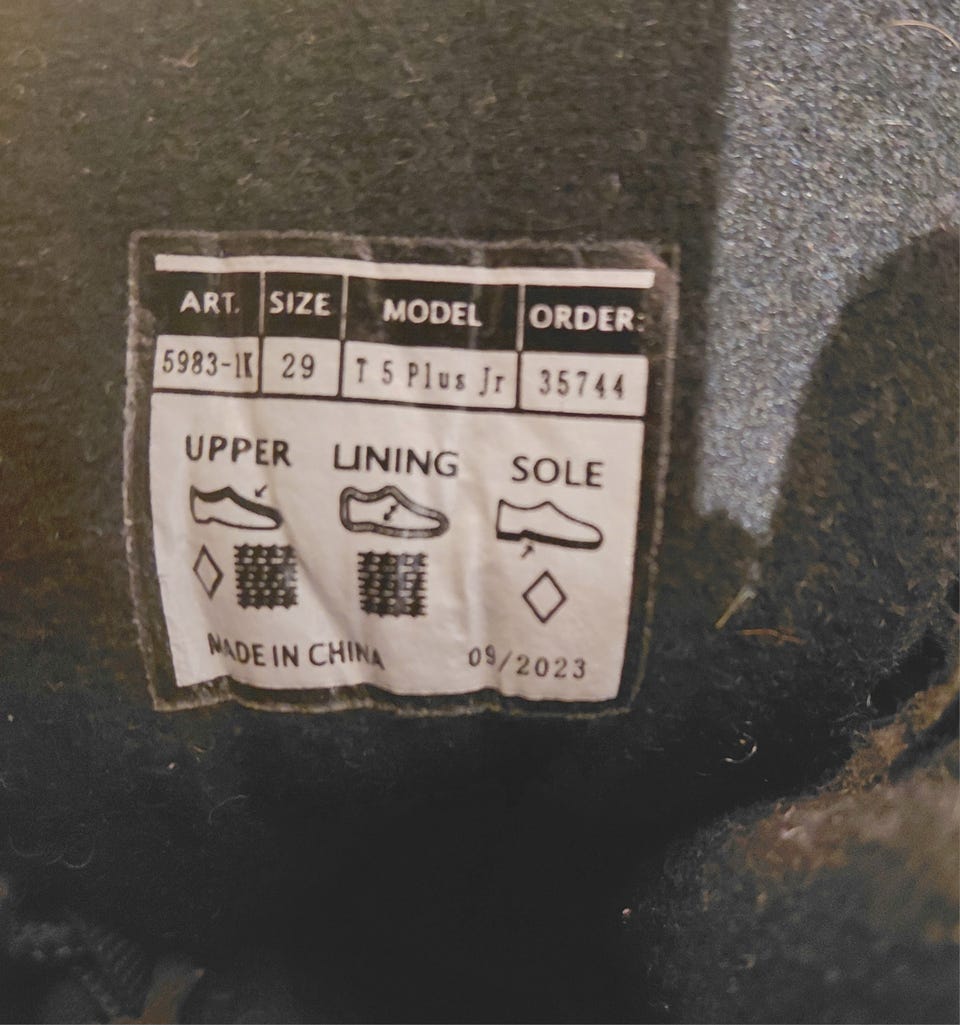 ART. SIZE MODEL ORDER:
5983-1K 29 T 5 Plus Jr 35744
UPPER LINING SOLE
MADE IN CHINA 09/2023